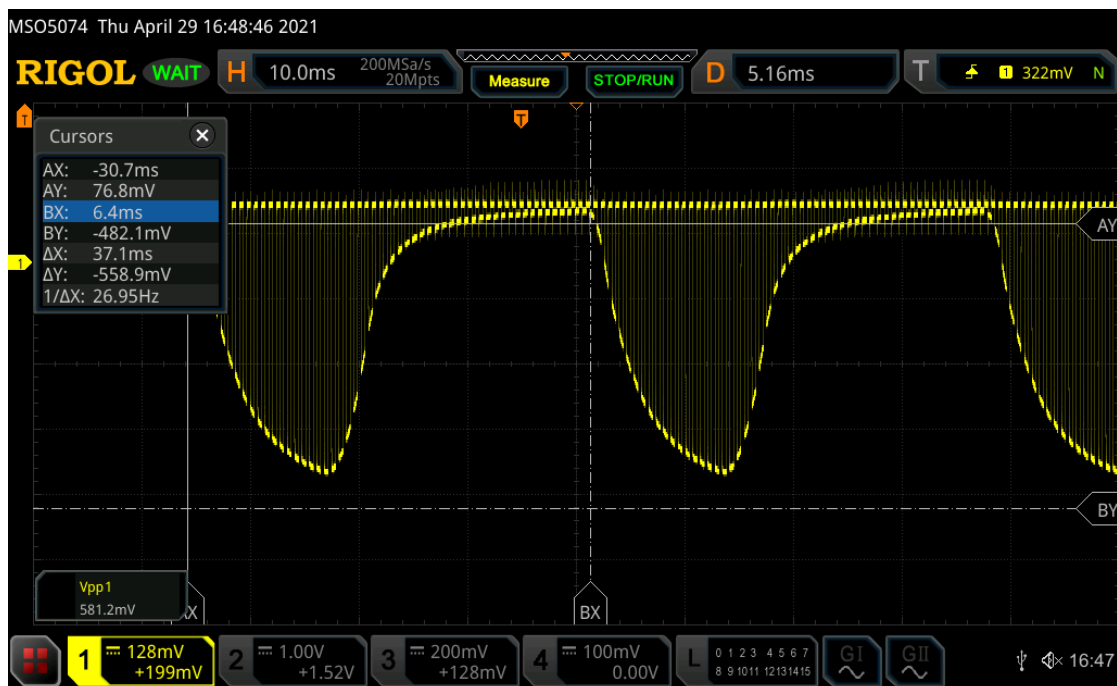 MSO5074 Thu April 29 16:48:46 2021
RIGOL WAIT H 10.0ms 200MSa/s 20Mpts Measure STOP/RUN D 5.16ms T 1 322mV N
T
T
Cursors X
AX: -30.7ms
AY: 76.8mV
BX: 6.4ms
BY: -482.1mV
ΔX: 37.1ms
ΔY: -558.9mV
1/ΔX: 26.95Hz
AY
1
BY
Vpp1
581.2mV
AX
BX
1 128mV +199mV
2 1.00V +1.52V
3 200mV +128mV
4 100mV 0.00V
L 0 1 2 3 4 5 6 7
8 9 10 11 12 13 14 15
GI GII
16:47